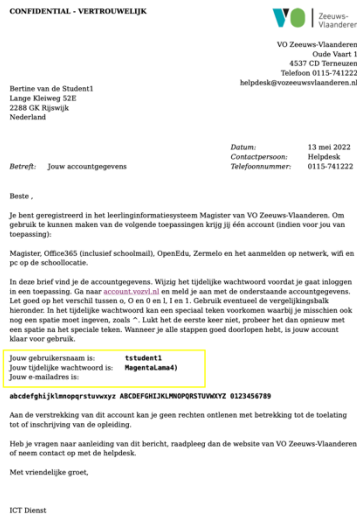 CONFIDENTIAL - VERTROUWELIJK
Zeeuws-
Vlaanderen
VO Zeeuws-Vlaanderen
Oude Vaart 1
4537 CD Terneuzen
Telefoon 0115-741222
helpdesk@vozeeuwsvlaanderen.nl
Bertine van de Student1
Lange Kleiweg 52E
2288 GK Rijswijk
Nederland
Datum: 13 mei 2022
Contactpersoon: Helpdesk
Betreft: Jouw accountgegevens Telefoonnummer: 0115-741222
Beste ,
Je bent geregistreerd in het leerlinginformatiesysteem Magister van VO Zeeuws-Vlaanderen. Om
gebruik te kunnen maken van de volgende toepassingen krijg jij één account (indien voor jou van
toepassing):
Magister, Office365 (inclusief schoolmail), OpenEdu, Zermelo en het aanmelden op netwerk, wifi en
pc op de schoollocatie.
In deze brief vind je de accountgegevens. Wijzig het tijdelijke wachtwoord voordat je gaat inloggen
in een toepassing. Ga naar account.vozvl.nl en meld je aan met de onderstaande accountgegevens.
Let goed op het verschil tussen o, O en 0 en l, I en 1. Gebruik eventueel de vergelijkingsbalk
hieronder. In het tijdelijke wachtwoord kan een speciaal teken voorkomen waarbij je misschien ook
nog een spatie moet ingeven, zoals ^. Lukt het de eerste keer niet, probeer het dan opnieuw met
een spatie na het speciale teken. Wanneer je alle stappen goed doorlopen hebt, is jouw account
klaar voor gebruik.
Jouw gebruikersnaam is: tstudent1
Jouw tijdelijke wachtwoord is: MagentaLama4)
Jouw e-mailadres is:
abcdefghijklmnopqrstuvwxyz ABCDEFGHIJKLMNOPQRSTUVWXYZ 0123456789
Aan de verstrekking van dit account kan je geen rechten ontlenen met betrekking tot de toelating
tot of inschrijving van de opleiding.
Heb je vragen naar aanleiding van dit bericht, raadpleeg dan de website van VO Zeeuws-Vlaanderen
of neem contact op met de helpdesk.
Met vriendelijke groet,
ICT Dienst